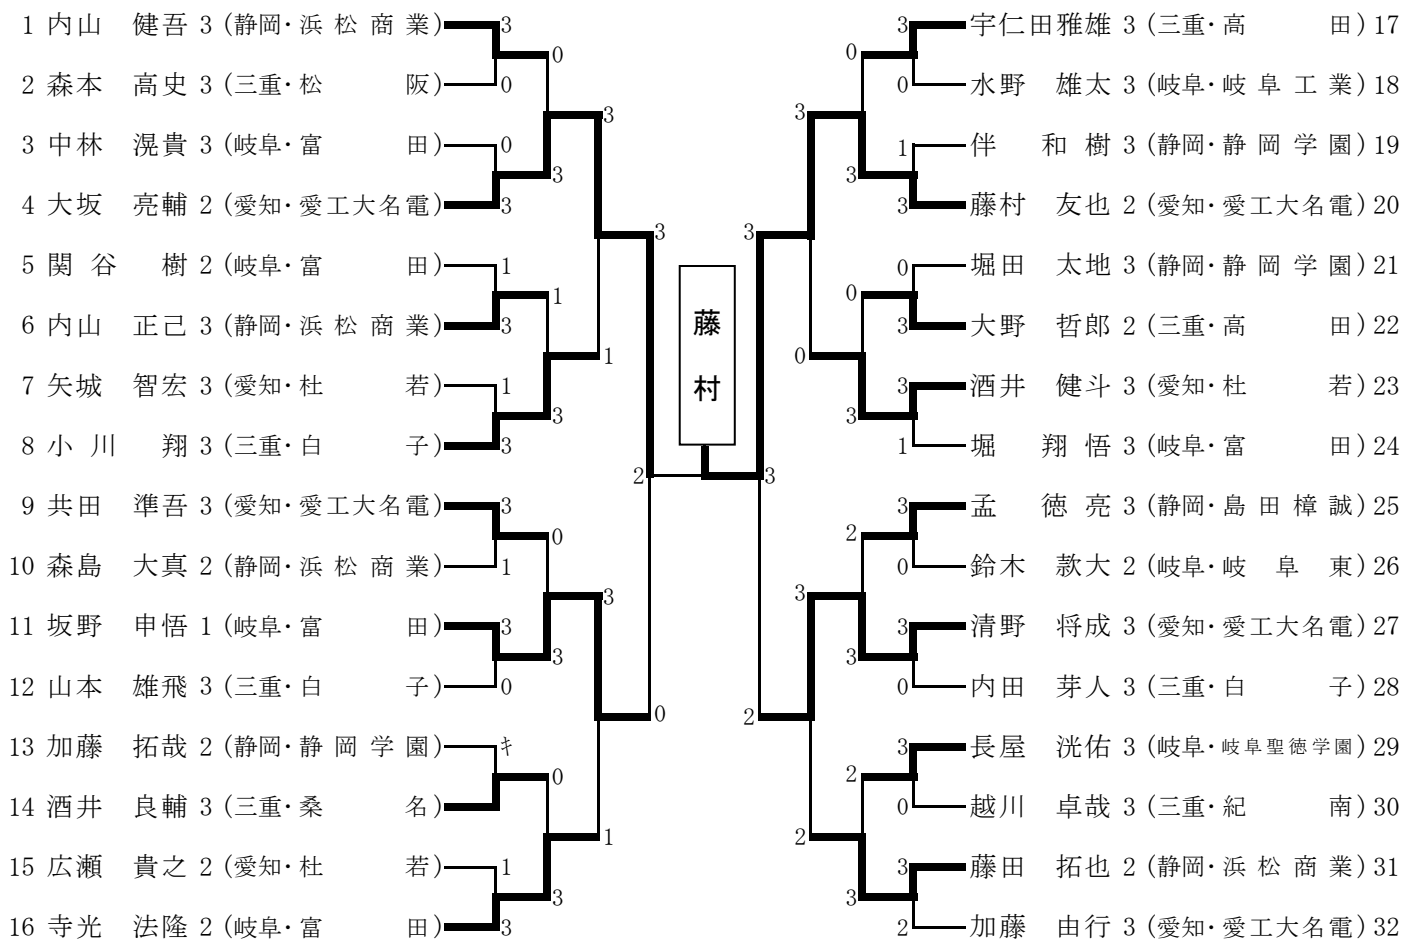 1 内山 健吾 3 (静岡・浜松商業) 3
0
2 森本 高史 3 (三重・松阪) 0
3
3 中林 滉貴 3 (岐阜・富田) 0
3
4 大坂 亮輔 2 (愛知・愛工大名電) 3
3
5 関谷 樹 2 (岐阜・富田) 1
1
6 内山 正己 3 (静岡・浜松商業) 3
1
7 矢城 智宏 3 (愛知・杜若) 1
3
8 小川 翔 3 (三重・白子) 3
2
9 共田 準吾 3 (愛知・愛工大名電) 3
0
10 森島 大真 2 (静岡・浜松商業) 1
3
11 坂野 申悟 1 (岐阜・富田) 3
3
12 山本 雄飛 3 (三重・白子) 0
0
13 加藤 拓哉 2 (静岡・静岡学園) キ
0
14 酒井 良輔 3 (三重・桑名)
1
15 広瀬 貴之 2 (愛知・杜若) 1
3
16 寺光 法隆 2 (岐阜・富田) 3
藤村
3 宇仁田雅雄 3 (三重・高田) 17
0
0 水野 雄太 3 (岐阜・岐阜工業) 18
3
1 伴 和樹 3 (静岡・静岡学園) 19
3
3 藤村 友也 2 (愛知・愛工大名電) 20
3
0 堀田 太地 3 (静岡・静岡学園) 21
0
3 大野 哲郎 2 (三重・高田) 22
0
3 酒井 健斗 3 (愛知・杜若) 23
3
1 堀 翔悟 3 (岐阜・富田) 24
3
3 孟 徳亮 3 (静岡・島田樟誠) 25
2
0 鈴木 款大 2 (岐阜・岐阜東) 26
3
3 清野 将成 3 (愛知・愛工大名電) 27
3
0 内田 芽人 3 (三重・白子) 28
2
3 長屋 洸佑 3 (岐阜・岐阜聖徳学園) 29
2
0 越川 卓哉 3 (三重・紀南) 30
2
3 藤田 拓也 2 (静岡・浜松商業) 31
3
2 加藤 由行 3 (愛知・愛工大名電) 32